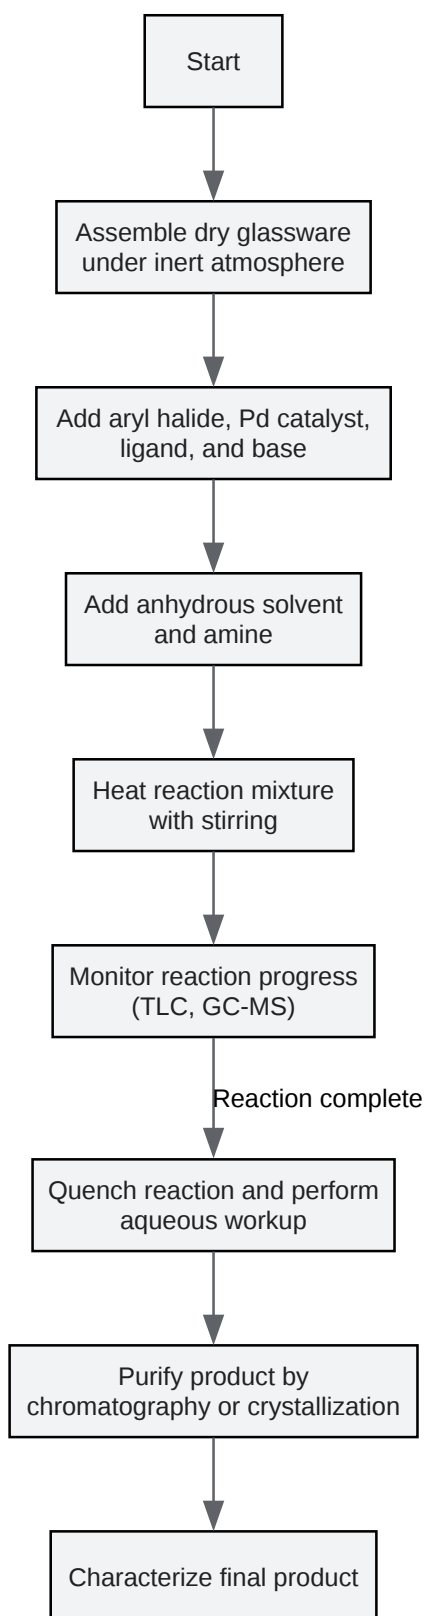 Start
Assemble dry glassware
under inert atmosphere
Add aryl halide, Pd catalyst,
ligand, and base
Add anhydrous solvent
and amine
Heat reaction mixture
with stirring
Monitor reaction progress
(TLC, GC-MS)
Reaction complete
Quench reaction and perform
aqueous workup
Purify product by
chromatography or crystallization
Characterize final product